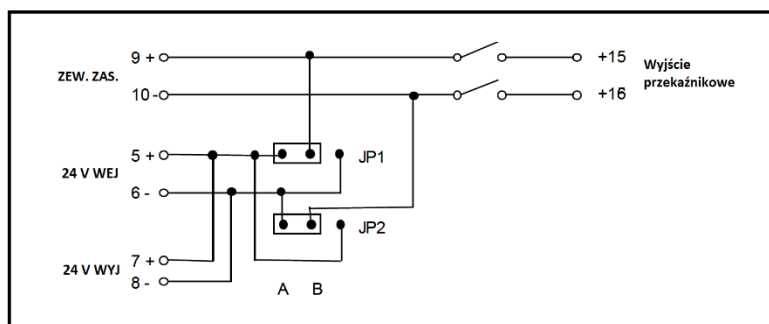 9 +
+15
ZEW. ZAS.
Wyjście
przekaźnikowe
10 -
+16
5 +
JP1
24 V WEJ
6 -
JP2
7 +
24 V WYJ
8 -
A B